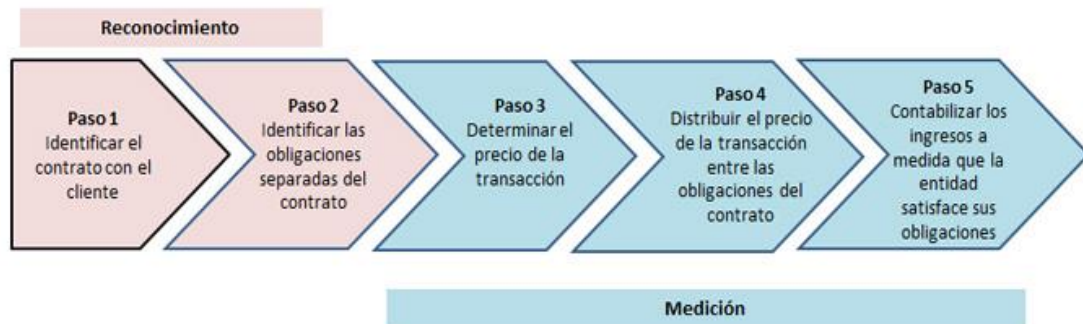 Reconocimiento
Paso 1
Identificar el
contrato con el
cliente
Paso 2
Identificar las
obligaciones
separadas del
contrato
Paso 3
Determinar el
precio de la
transacción
Paso 4
Distribuir el precio
de la transacción
entre las
obligaciones del
contrato
Paso 5
Contabilizar los
ingresos a
medida que la
entidad
satisface sus
obligaciones
Medición